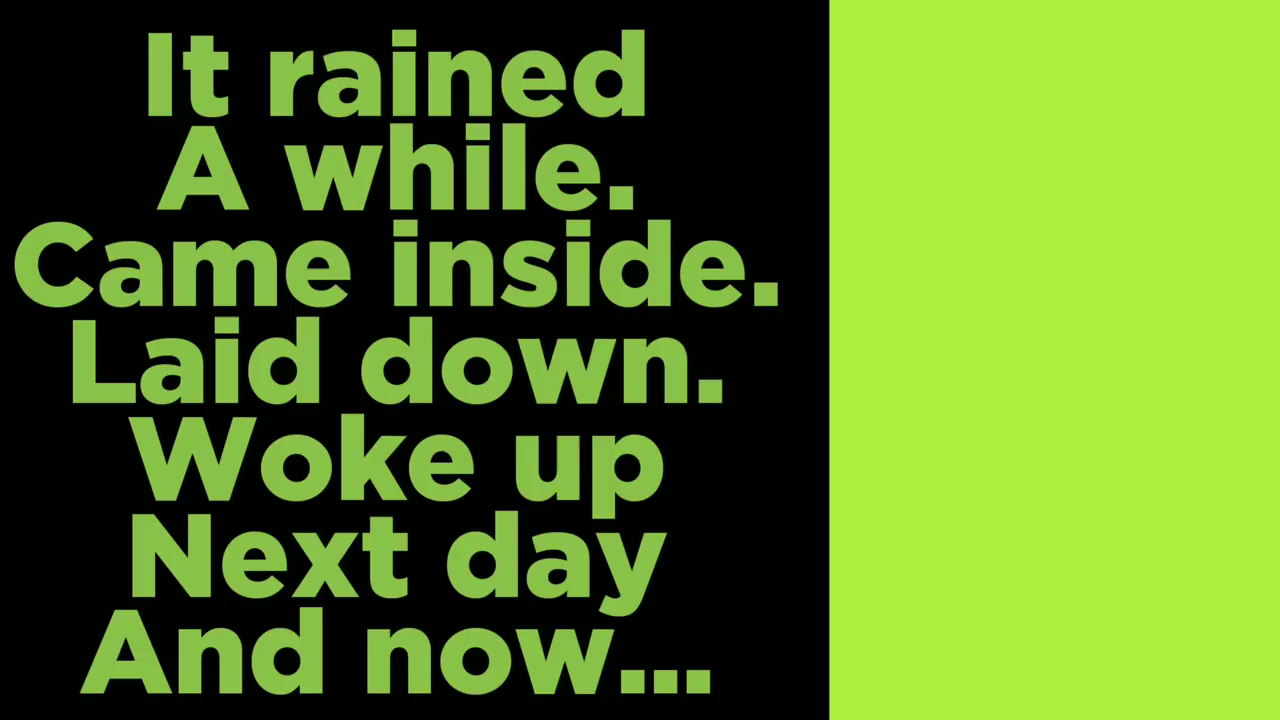 It rained
A while.
Came inside.
Laid down.
Woke up
Next day
And now...